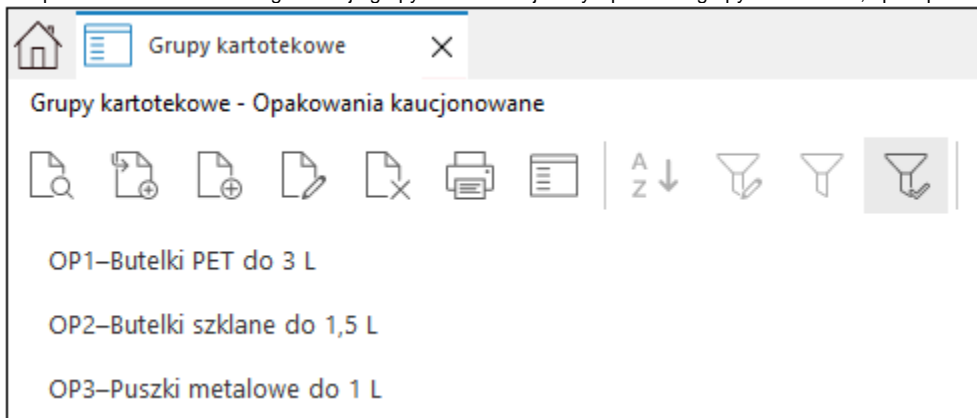 Grupy kartotekowe
Grupy kartotekowe - Opakowania kaucjonowane
A
Z
OP1–Butelki PET do 3 L
OP2–Butelki szklane do 1,5 L
OP3–Puszki metalowe do 1 L